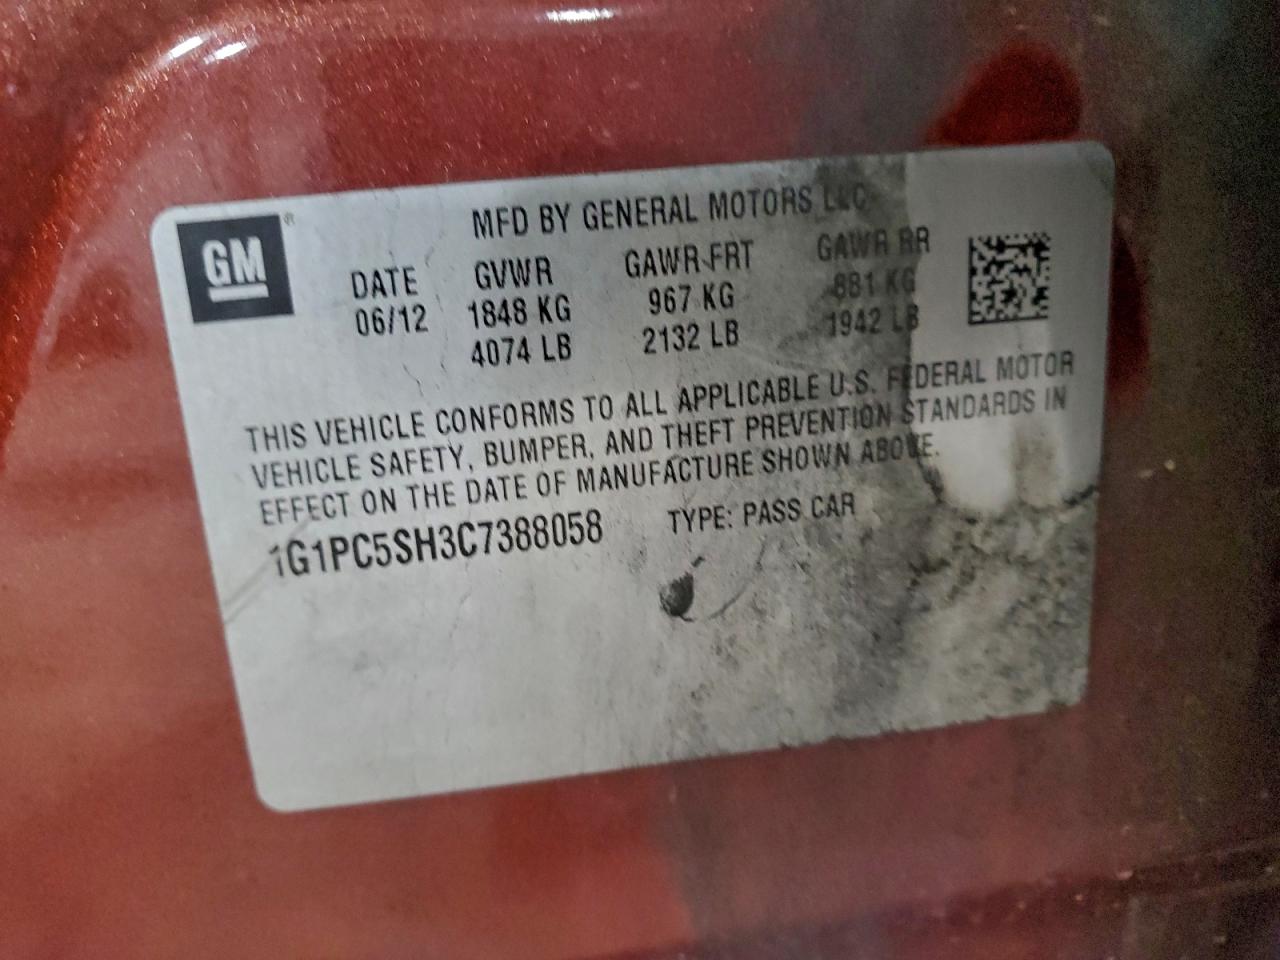 GM ®
MFD BY GENERAL MOTORS LLC
DATE GVWR GAWR FRT GAWR RR
06/12 1848 KG 967 KG 881 KG
4074 LB 2132 LB 1942 LB
THIS VEHICLE CONFORMS TO ALL APPLICABLE U.S. FEDERAL MOTOR
VEHICLE SAFETY, BUMPER, AND THEFT PREVENTION STANDARDS IN
EFFECT ON THE DATE OF MANUFACTURE SHOWN ABOVE.
1G1PC5SH3C7388058 TYPE: PASS CAR